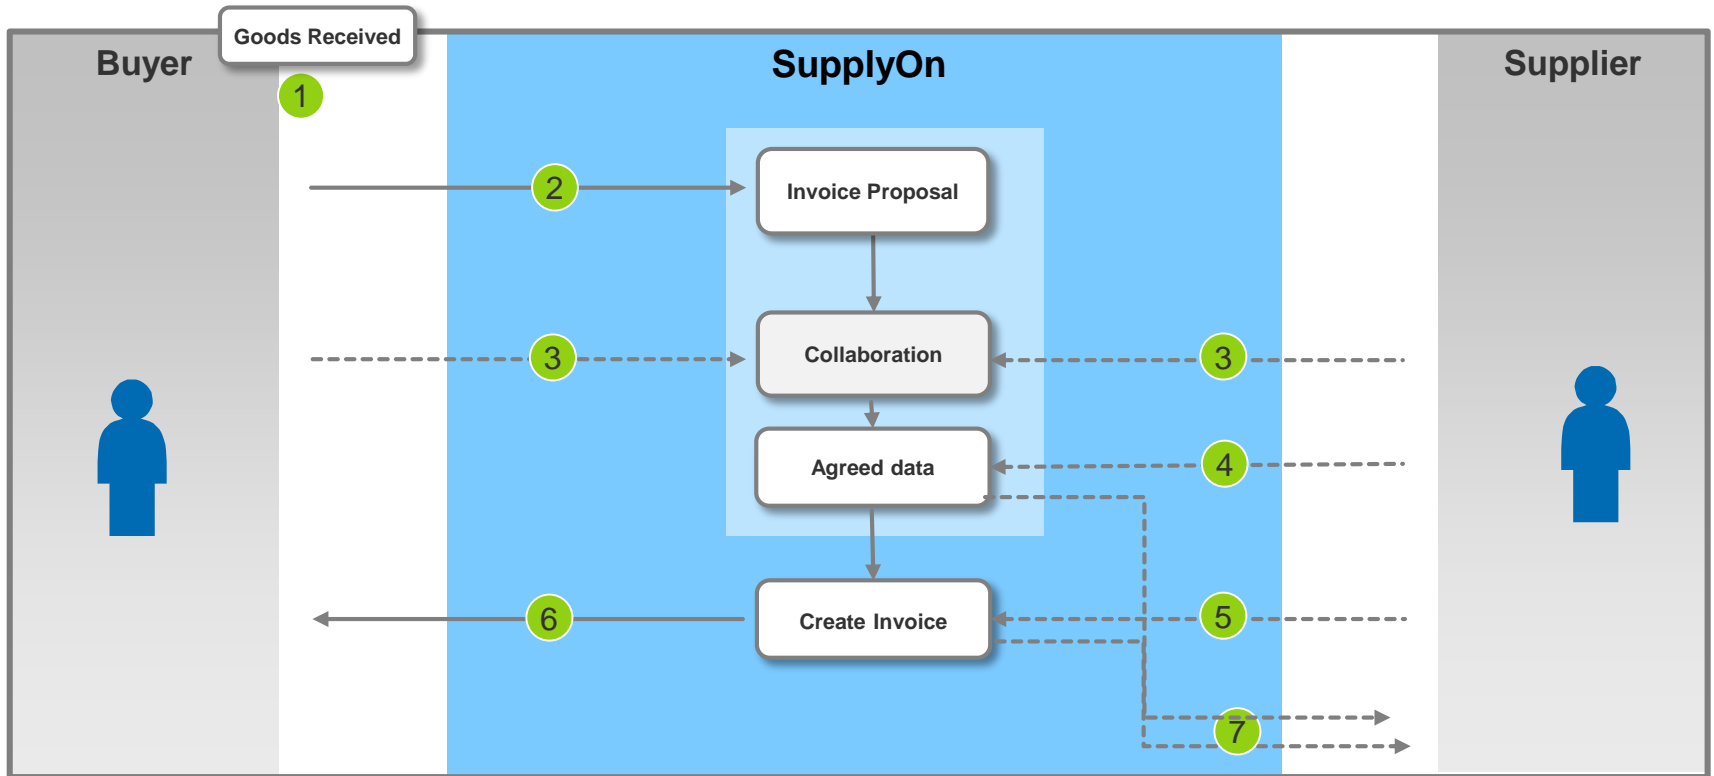 Goods Received
Buyer
SupplyOn
Supplier
1
2
Invoice Proposal
3
Collaboration
3
Agreed data
4
6
Create Invoice
5
7